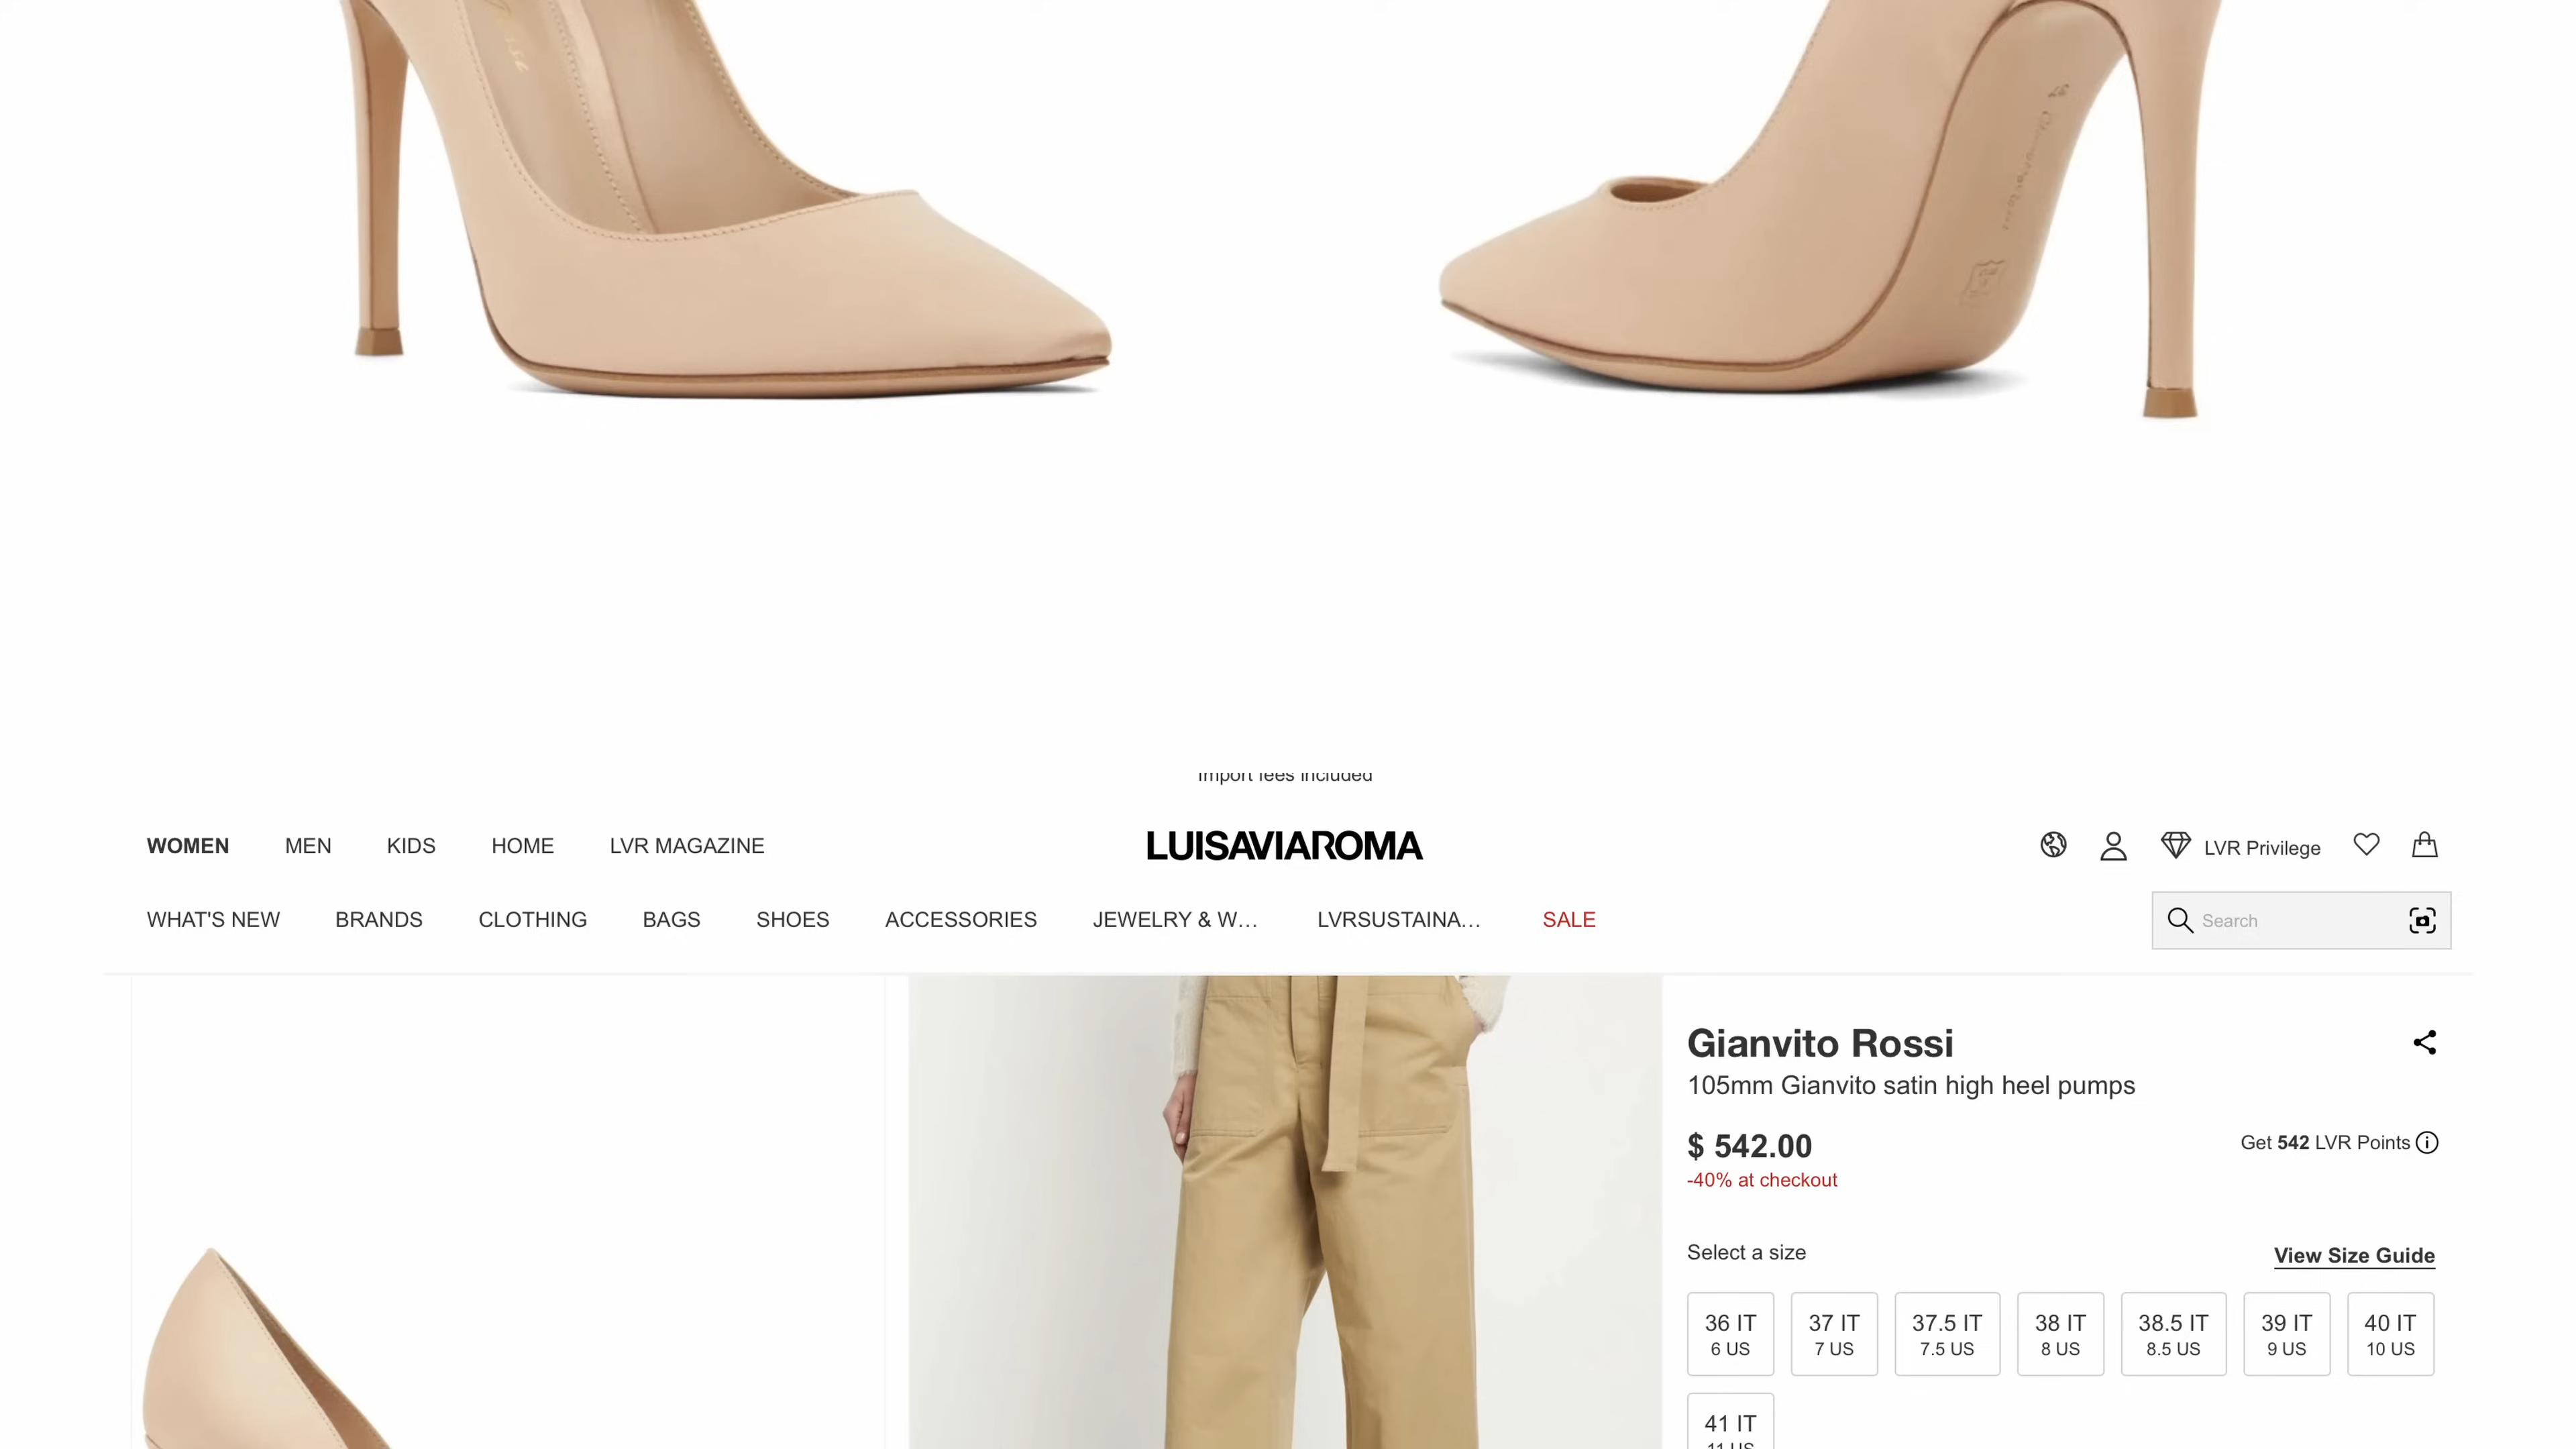 Import fees included
WOMEN MEN KIDS HOME LVR MAGAZINE
LUISAVIAROMA
LVR Privilege
WHAT'S NEW BRANDS CLOTHING BAGS SHOES ACCESSORIES JEWELRY & W... LVRSUSTAINA... SALE
Search
Gianvito Rossi
105mm Gianvito satin high heel pumps
$ 542.00
Get 542 LVR Points
-40% at checkout
Select a size
View Size Guide
36 IT 37 IT 37.5 IT 38 IT 38.5 IT 39 IT 40 IT
6 US 7 US 7.5 US 8 US 8.5 US 9 US 10 US
41 IT
11 US